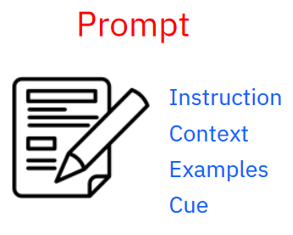 Prompt
Instruction
Context
Examples
Cue